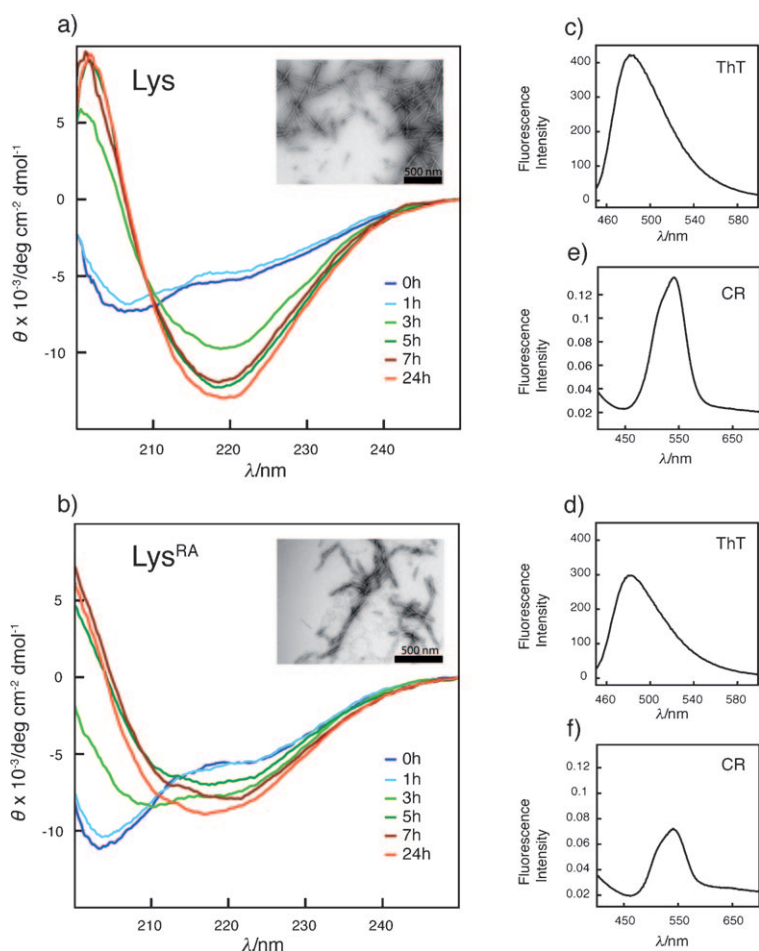 a)
Lys
500 nm
5
0
-5
-10
θ x 10⁻³/deg cm⁻² dmol⁻¹
0h
1h
3h
5h
7h
24h
210 220 230 240
λ/nm
b)
Lysᴿᴬ
500 nm
5
0
-5
-10
θ x 10⁻³/deg cm⁻² dmol⁻¹
0h
1h
3h
5h
7h
24h
210 220 230 240
λ/nm
c)
ThT
Fluorescence
Intensity
400
300
200
100
0
460 500 540 580
λ/nm
e)
CR
Fluorescence
Intensity
0.12
0.1
0.08
0.06
0.04
0.02
450 550 650
λ/nm
d)
ThT
Fluorescence
Intensity
400
300
200
100
0
460 500 540 580
λ/nm
f)
CR
Fluorescence
Intensity
0.12
0.1
0.08
0.06
0.04
0.02
450 550 650
λ/nm